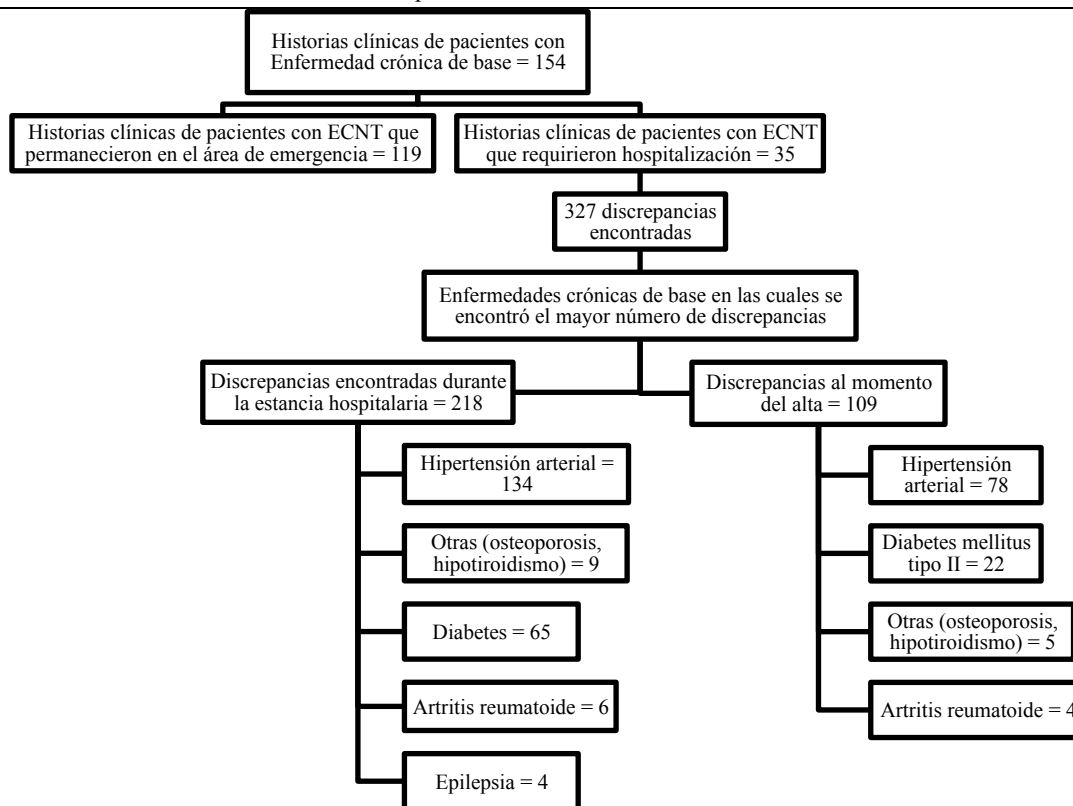 Historias clínicas de pacientes con
Enfermedad crónica de base = 154
Historias clínicas de pacientes con ECNT que
permanecieron en el área de emergencia = 119
Historias clínicas de pacientes con ECNT
que requirieron hospitalización = 35
327 discrepancias
encontradas
Enfermedades crónicas de base en las cuales se
encontró el mayor número de discrepancias
Discrepancias encontradas durante
la estancia hospitalaria = 218
Hipertensión arterial =
134
Otras (osteoporosis,
hipotiroidismo) = 9
Diabetes = 65
Artritis reumatoide = 6
Epilepsia = 4
Discrepancias al momento
del alta = 109
Hipertensión
arterial = 78
Diabetes mellitus
tipo II = 22
Otras (osteoporosis,
hipotiroidismo) = 5
Artritis reumatoide = 4